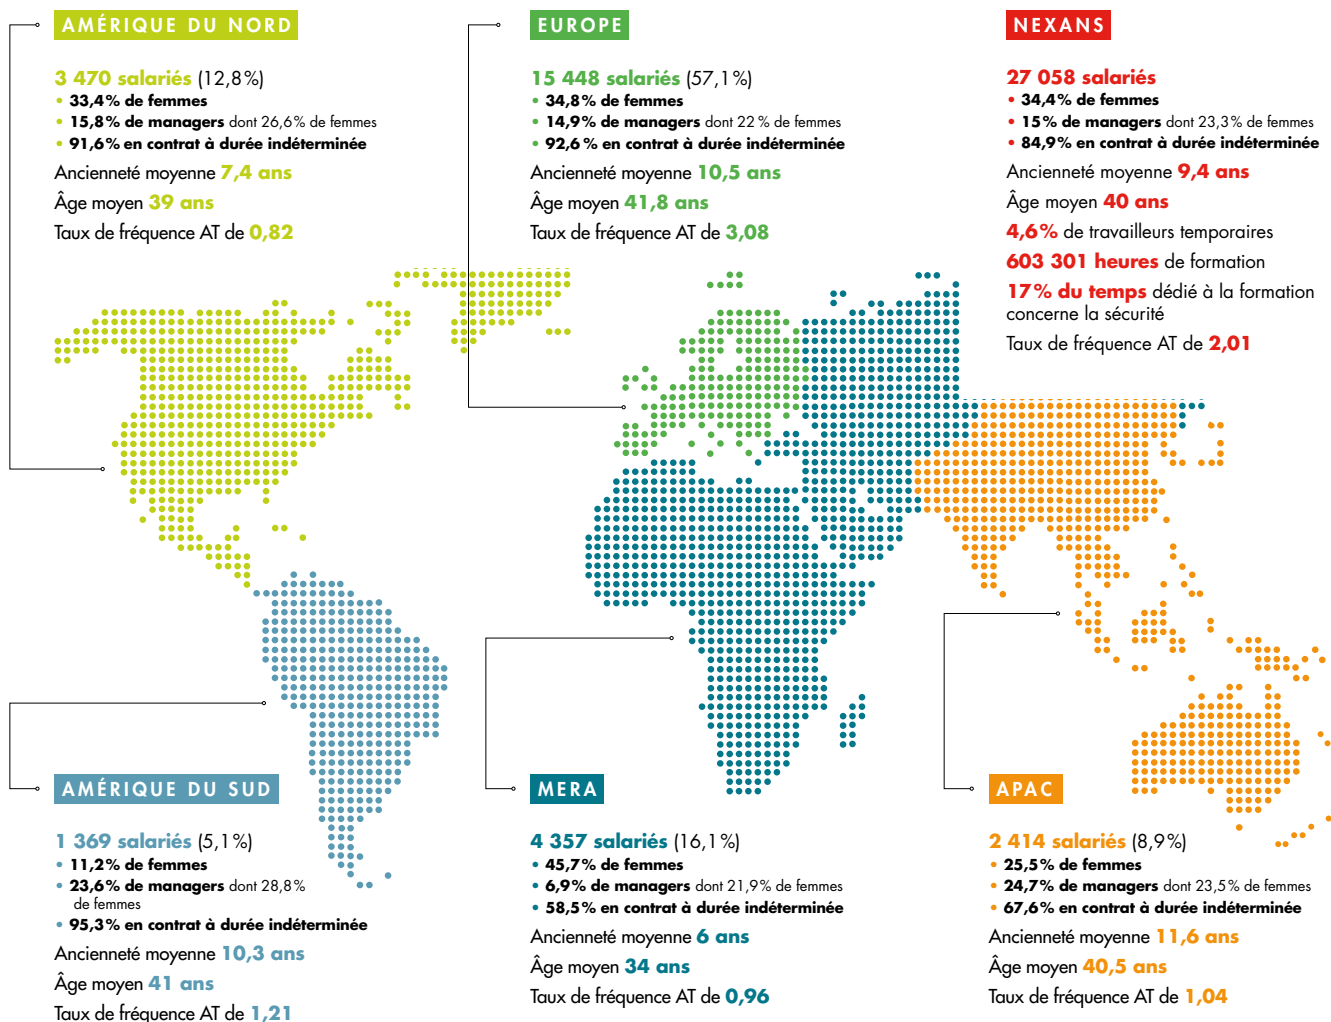 AMÉRIQUE DU NORD
3 470 salariés (12,8%)
• 33,4% de femmes
• 15,8% de managers dont 26,6% de femmes
• 91,6% en contrat à durée indéterminée
Ancienneté moyenne 7,4 ans
Âge moyen 39 ans
Taux de fréquence AT de 0,82
EUROPE
15 448 salariés (57,1%)
• 34,8% de femmes
• 14,9% de managers dont 22% de femmes
• 92,6% en contrat à durée indéterminée
Ancienneté moyenne 10,5 ans
Âge moyen 41,8 ans
Taux de fréquence AT de 3,08
NEXANS
27 058 salariés
• 34,4% de femmes
• 15% de managers dont 23,3% de femmes
• 84,9% en contrat à durée indéterminée
Ancienneté moyenne 9,4 ans
Âge moyen 40 ans
4,6% de travailleurs temporaires
603 301 heures de formation
17% du temps dédié à la formation
concerne la sécurité
Taux de fréquence AT de 2,01
AMÉRIQUE DU SUD
1 369 salariés (5,1%)
• 11,2% de femmes
• 23,6% de managers dont 28,8%
de femmes
• 95,3% en contrat à durée indéterminée
Ancienneté moyenne 10,3 ans
Âge moyen 41 ans
Taux de fréquence AT de 1,21
MERA
4 357 salariés (16,1%)
• 45,7% de femmes
• 6,9% de managers dont 21,9% de femmes
• 58,5% en contrat à durée indéterminée
Ancienneté moyenne 6 ans
Âge moyen 34 ans
Taux de fréquence AT de 0,96
APAC
2 414 salariés (8,9%)
• 25,5% de femmes
• 24,7% de managers dont 23,5% de femmes
• 67,6% en contrat à durée indéterminée
Ancienneté moyenne 11,6 ans
Âge moyen 40,5 ans
Taux de fréquence AT de 1,04